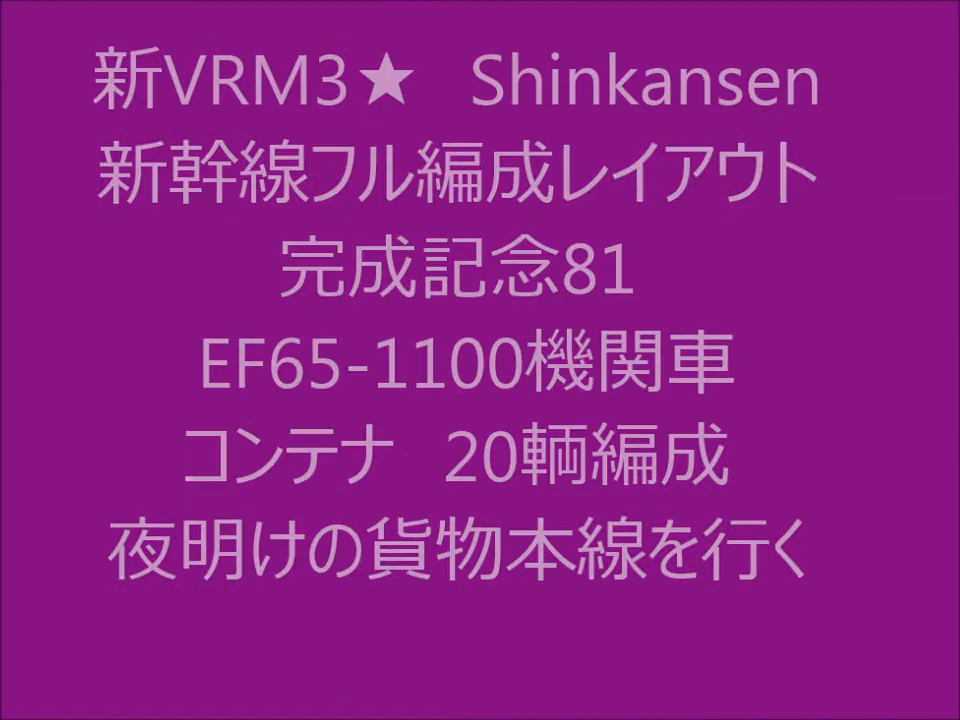 新VRM3★ Shinkansen
新幹線フル編成レイアウト
完成記念81
EF65-1100機関車
コンテナ 20輌編成
夜明けの貨物本線を行く